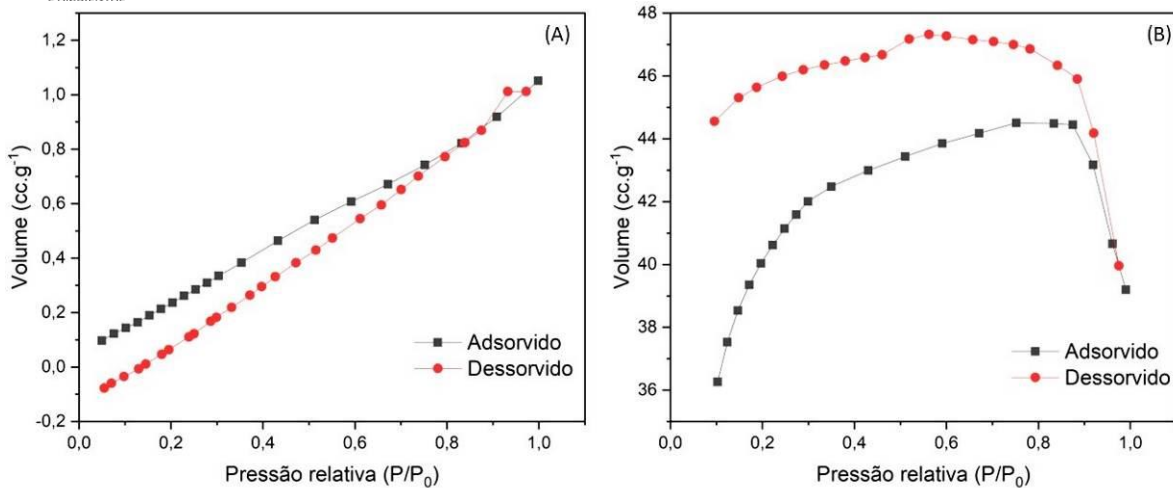 (A)
Volume (cc.g-1)
1,2
1,0
0,8
0,6
0,4
0,2
0,0
-0,2
Adsorvido
Dessorvido
0,0 0,2 0,4 0,6 0,8 1,0
Pressão relativa (P/P0)
(B)
Volume (cc.g-1)
48
46
44
42
40
38
36
Adsorvido
Dessorvido
0,0 0,2 0,4 0,6 0,8 1,0
Pressão relativa (P/P0)